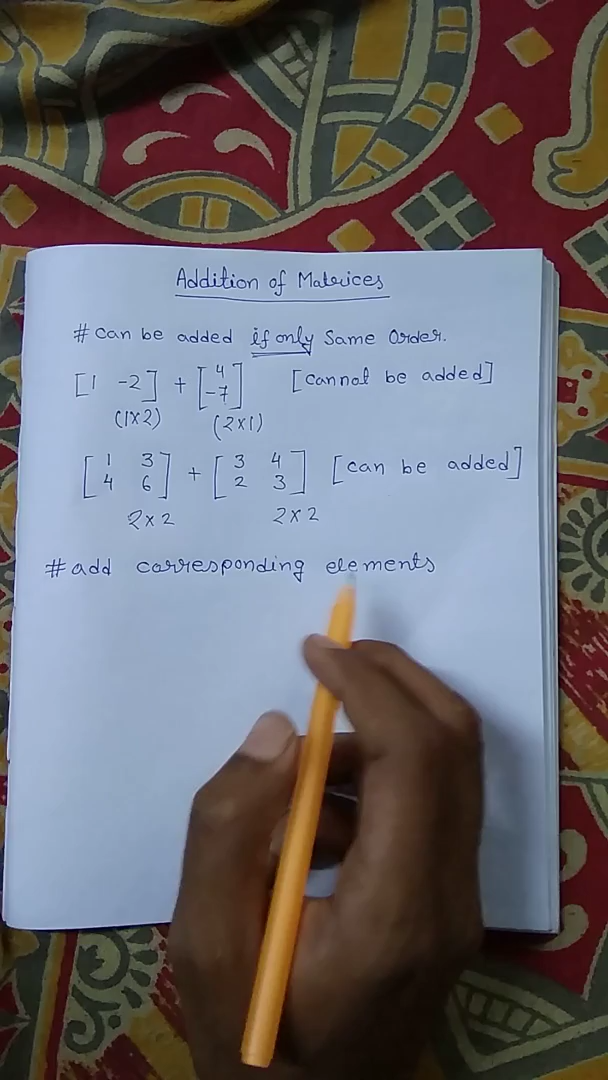 Addition of Matrices
# Can be added if only Same Order.
[1 -2] + [4 -7] [cannot be added]
(1x2) (2x1)
[1 3 4 6] + [3 4 2 3] [can be added]
2x2 2x2
# add corresponding elements